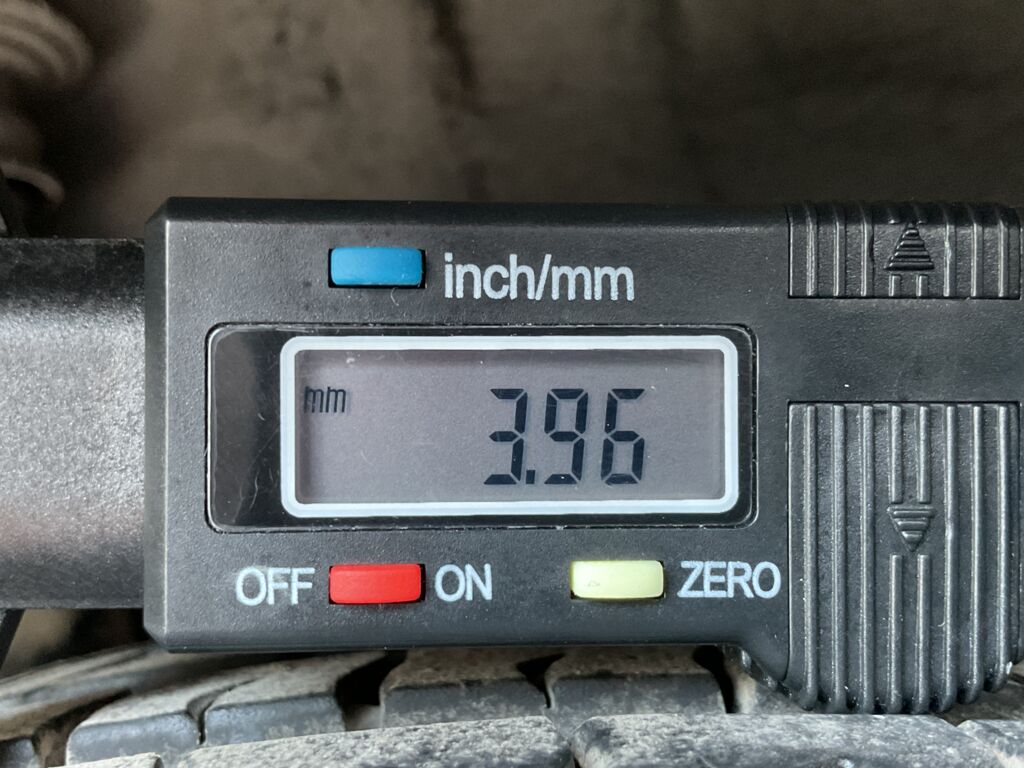 inch/mm
mm 3.96
OFF ON ZERO